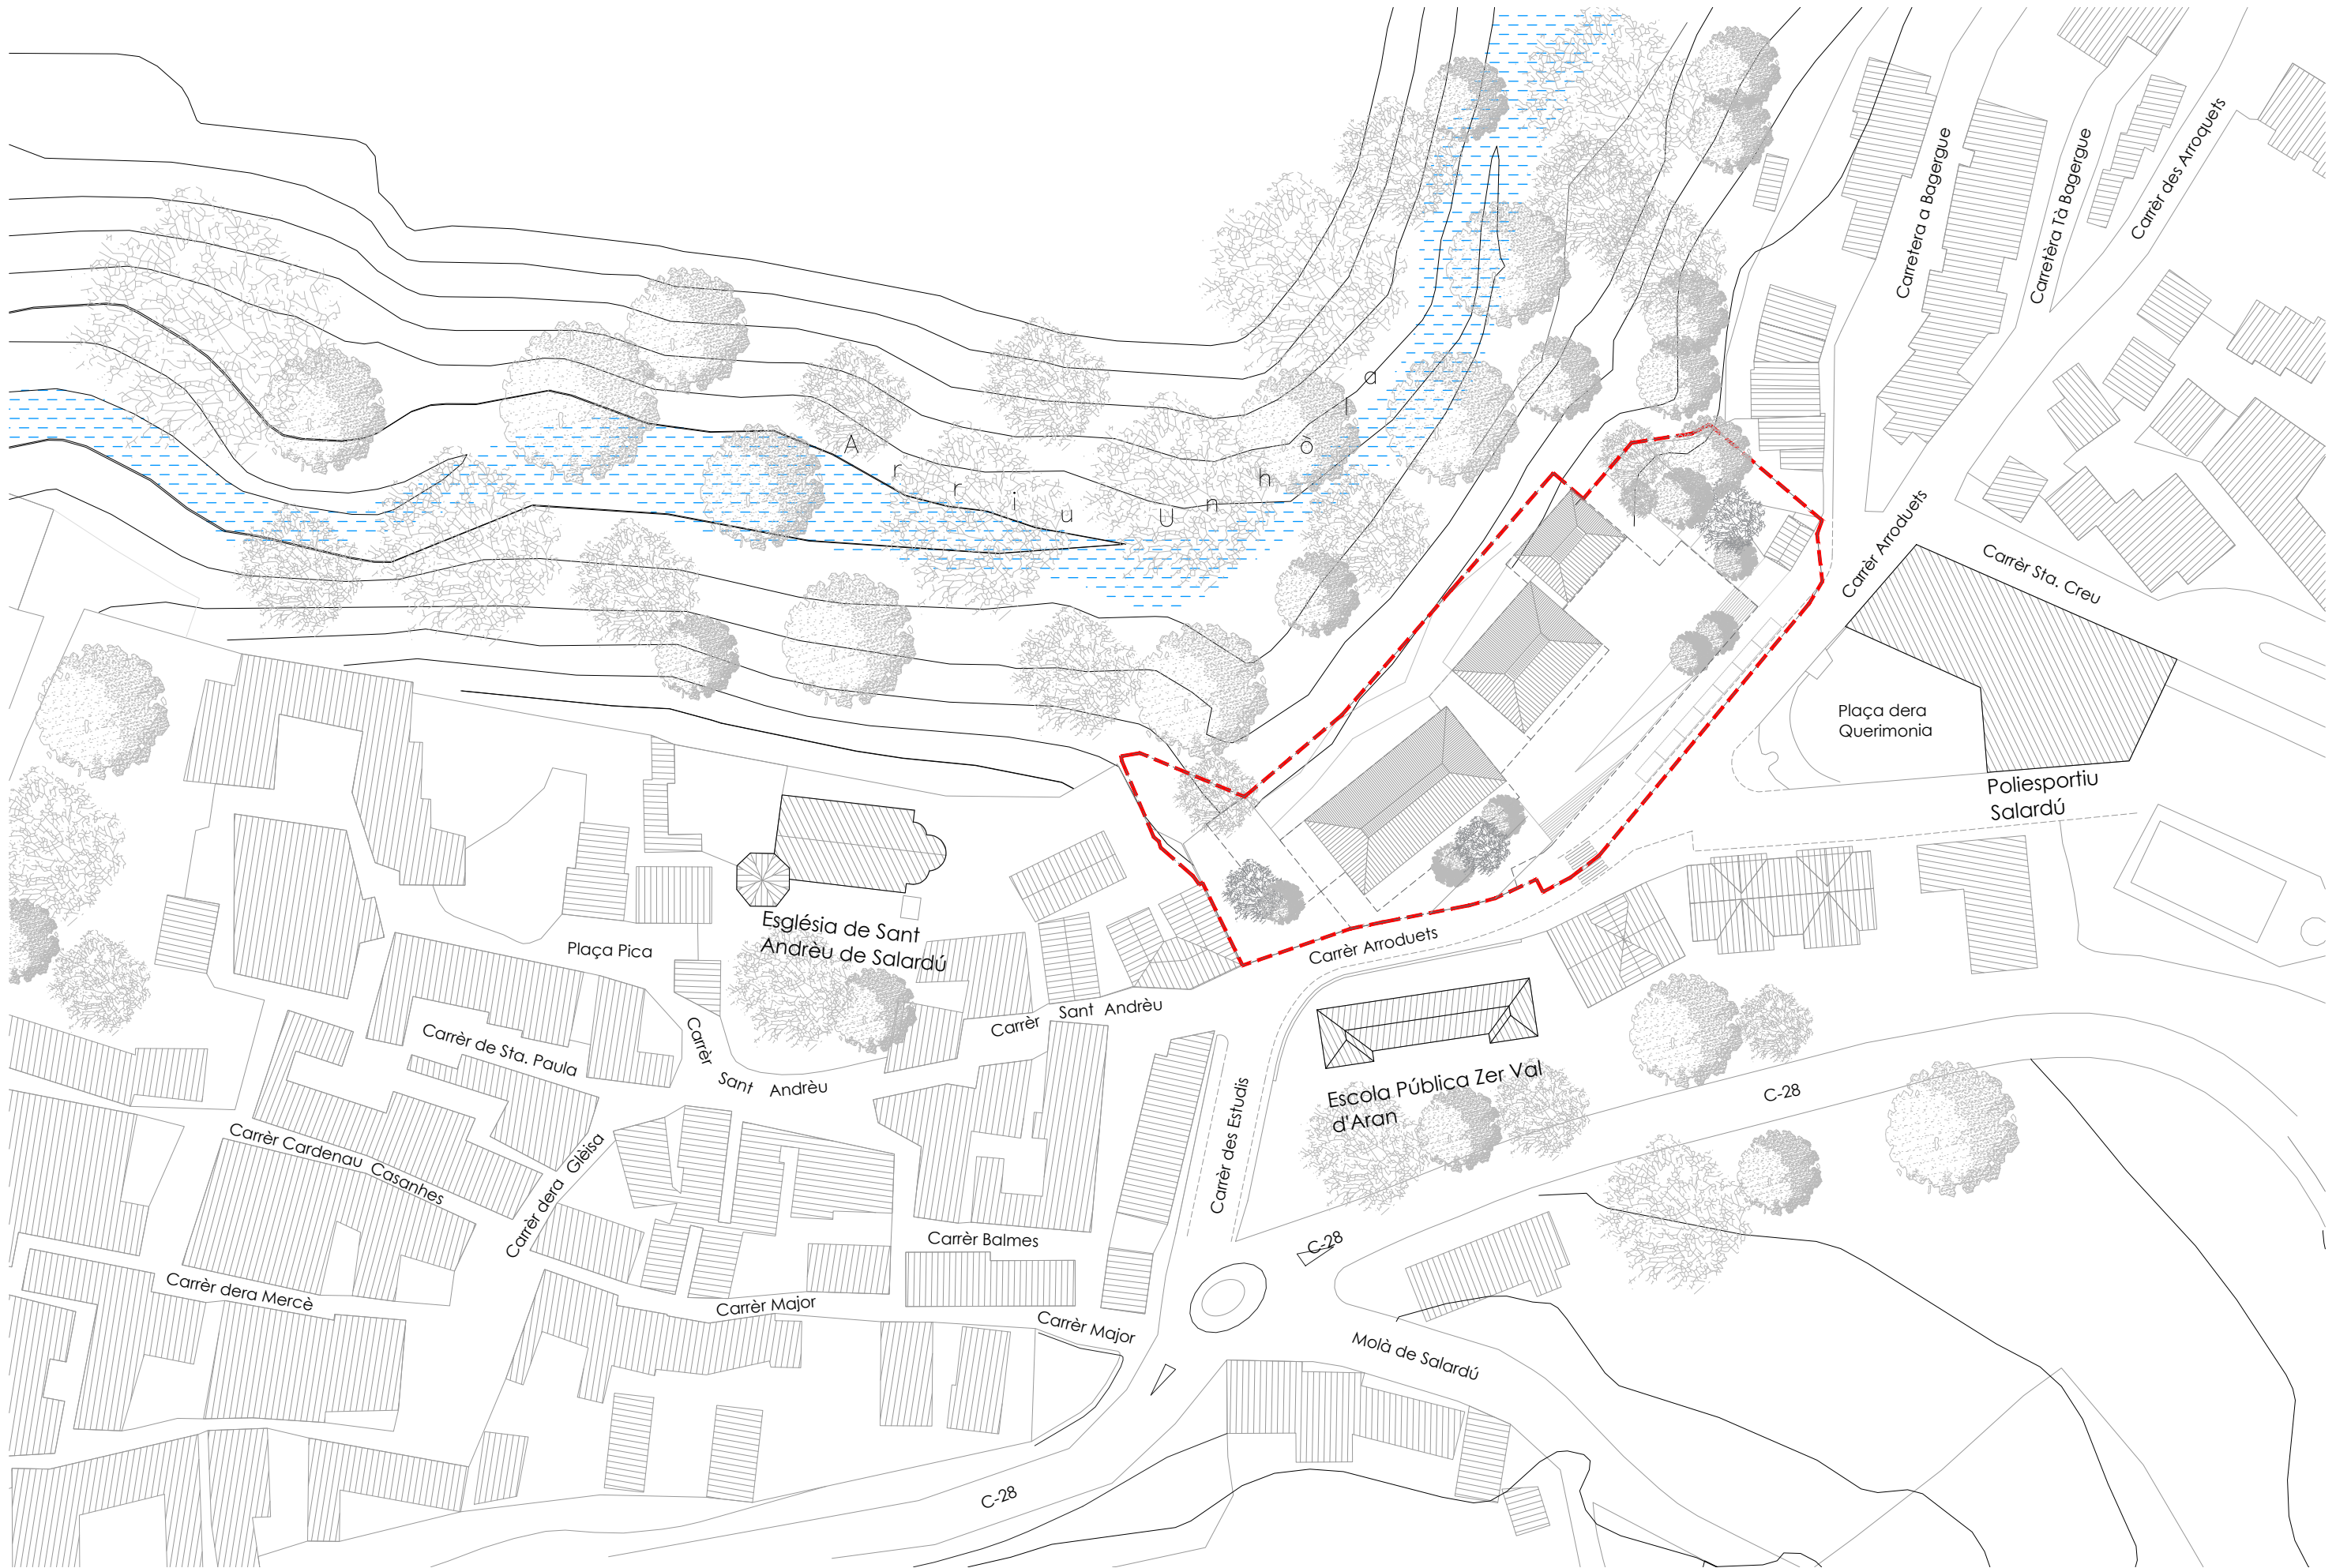 Carretera a Bagergue
Carretèra Tà Bagergue
Carrèr des Arroquets
Arriu Unhòla
Carrèr Arroduets
Carrèr Sta. Creu
Plaça dera
Querimonia
Poliesportiu
Salardú
Església de Sant
Andrèu de Salardú
Plaça Pica
Carrèr Arroduets
Carrèr Sant Andrèu
Carrèr de Sta. Paula
Carrèr Sant Andrèu
Escola Pública Zer Val
d'Aran
C-28
Carrèr des Estudis
Carrèr Cardenau Casanhes
Carrèr dera Glèisa
Carrèr Balmes
C-28
Carrèr dera Mercè
Carrèr Major
Carrèr Major
Molà de Salardú
C-28